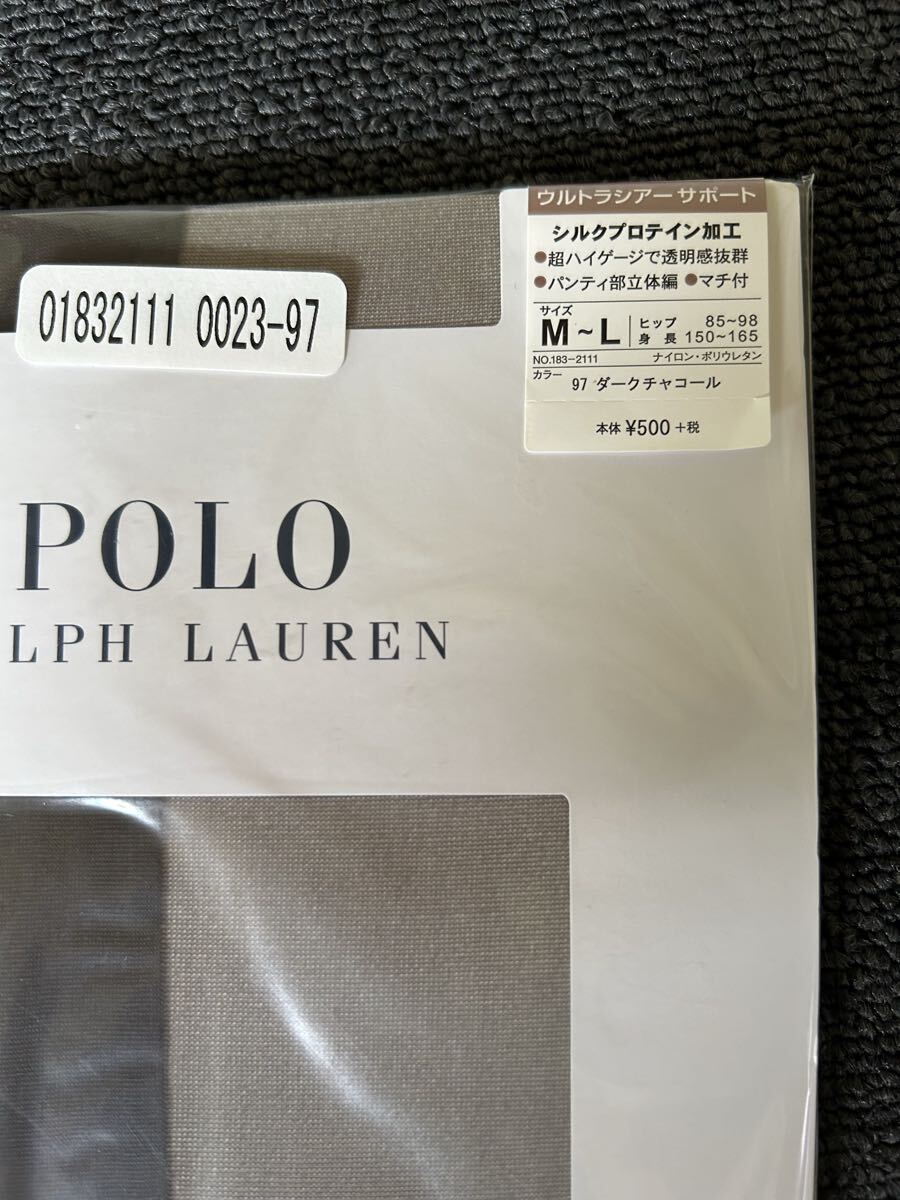 ウルトラシアーサポート
シルクプロテイン加工
●超ハイゲージで透明感抜群
●パンティ部立体編 ●マチ付
サイズ
M~L
ヒップ 85~98
身長 150~165
NO.183-2111 ナイロン・ポリウレタン
カラー
97 ダークチャコール
本体 ¥500 +税
01832111 0023-97
POLO
LPH LAUREN